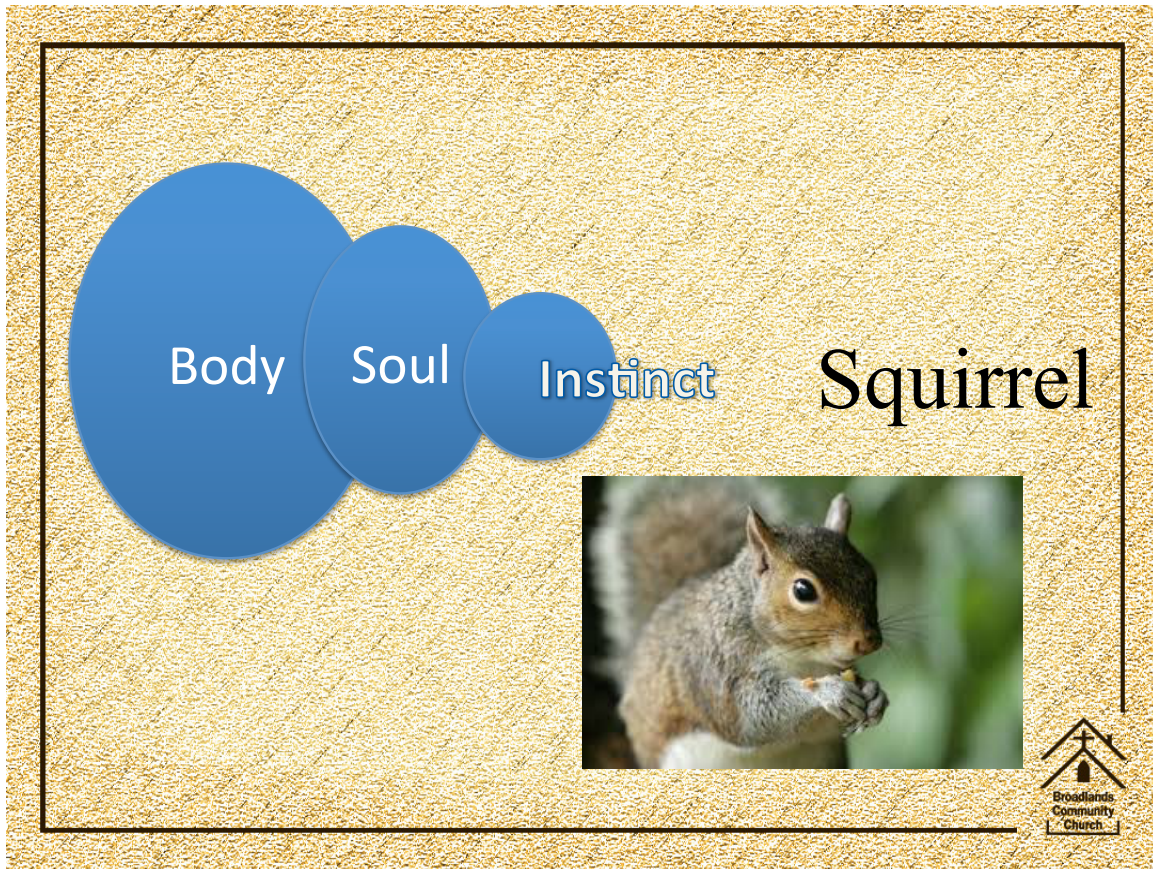 Body
Soul
Instinct
Squirrel
Broadlands
Community
Church